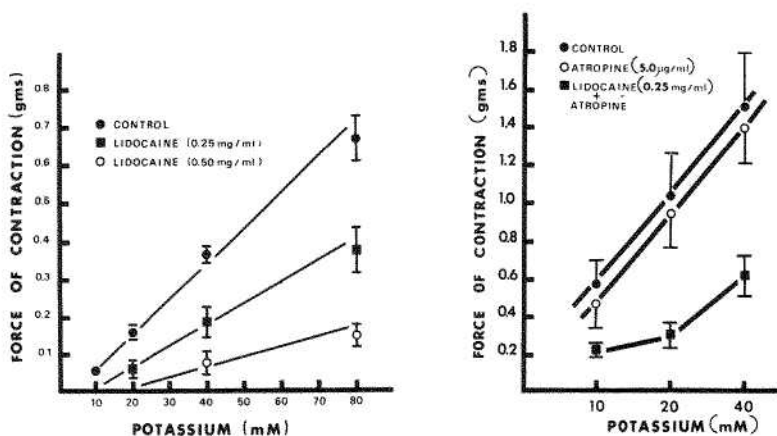 FORCE OF CONTRACTION (gms)
0.8
0.7
0.6
0.5
0.4
0.3
0.2
0.1
CONTROL
LIDOCAINE (0.25 mg/ml)
LIDOCAINE (0.50 mg/ml)
10 20 30 40 50 60 70 80
POTASSIUM (mM)
FORCE OF CONTRACTION (gms)
1.8
1.6
1.4
1.2
1.0
0.8
0.6
0.4
0.2
CONTROL
ATROPINE (5.0µg/ml)
LIDOCAINE (0.25 mg/ml)
+
ATROPINE
10 20 40
POTASSIUM (mM)